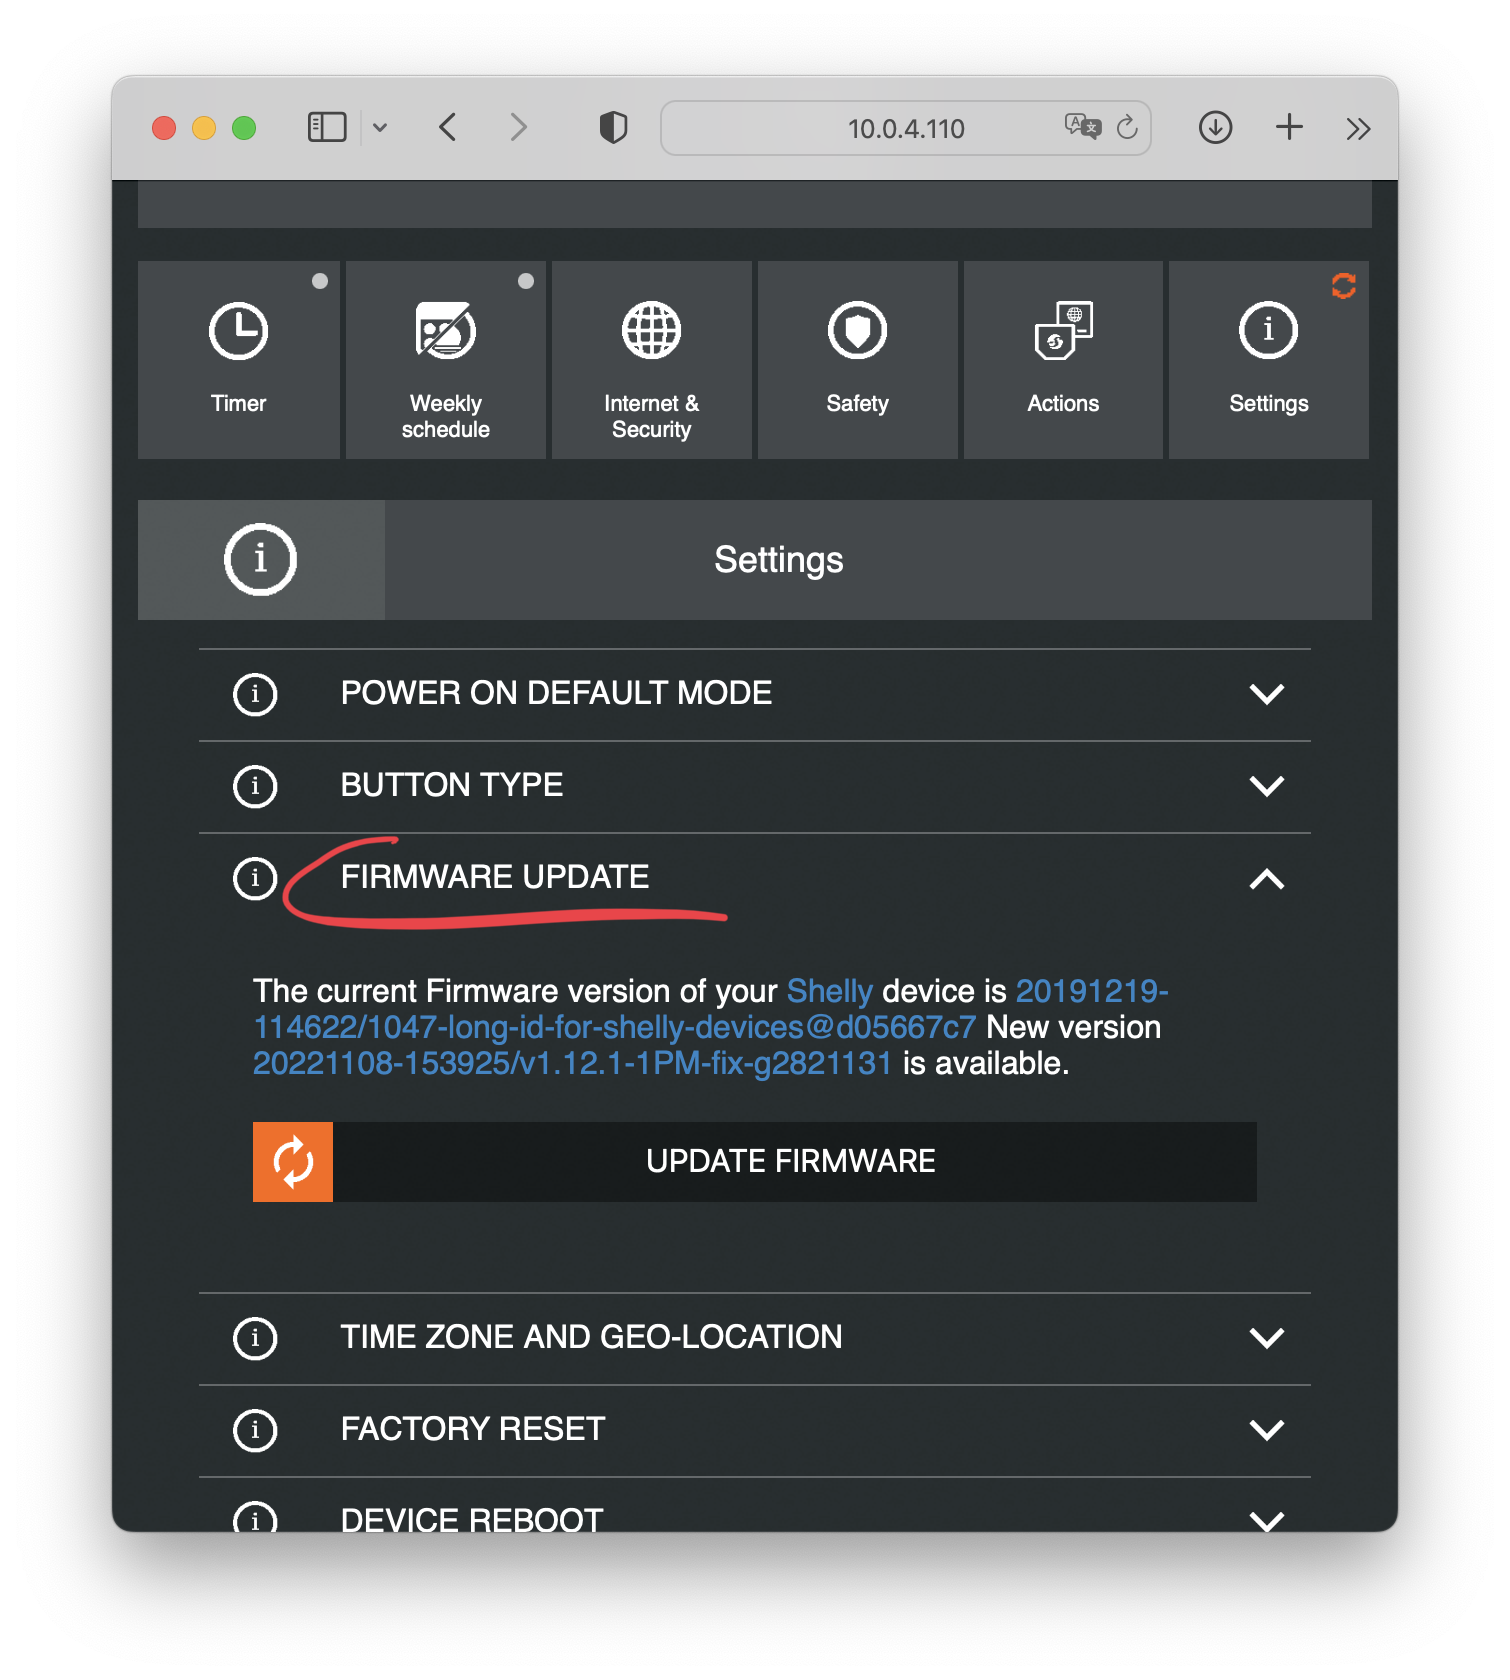 10.0.4.110
Timer
Weekly
schedule
Internet &
Security
Safety
Actions
Settings
Settings
POWER ON DEFAULT MODE
BUTTON TYPE
FIRMWARE UPDATE
The current Firmware version of your Shelly device is 20191219-
114622/1047-long-id-for-shelly-devices@d05667c7 New version
20221108-153925/v1.12.1-1PM-fix-g2821131 is available.
UPDATE FIRMWARE
TIME ZONE AND GEO-LOCATION
FACTORY RESET
DEVICE REBOOT